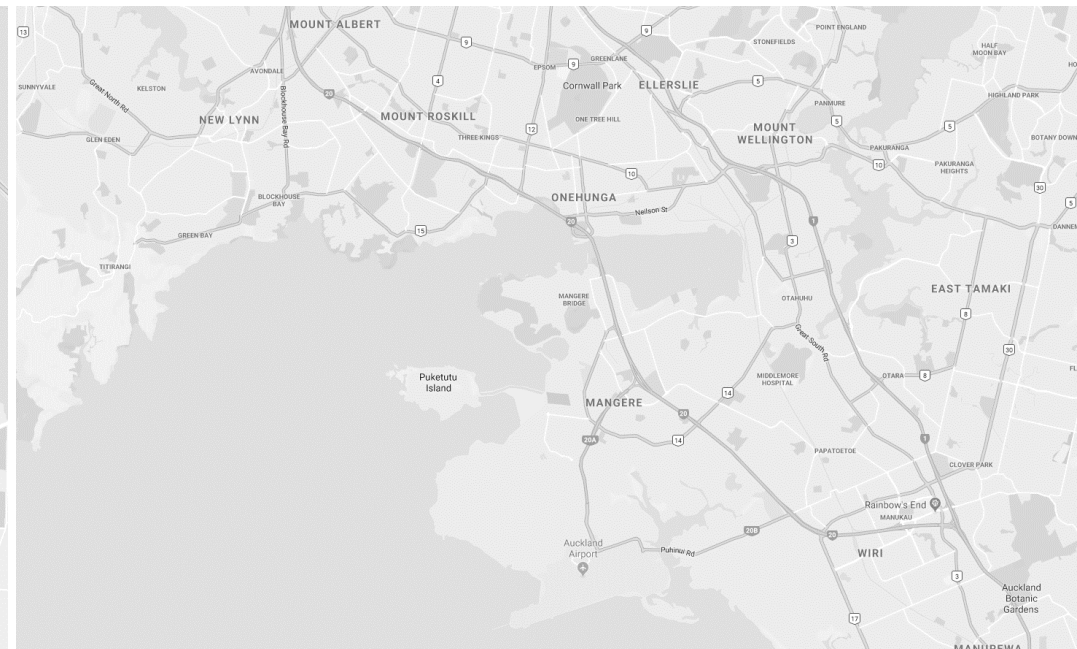 MOUNT ALBERT
13
9
9
POINT ENGLAND
STONEFIELDS
HALF
MOON BAY
EPSOM
9
GREENLANE
AVONDALE
4
Cornwall Park
ELLERSLIE
5
SUNNYVALE
Great North Rd
KELSTON
20
HIGHLAND PARK
PANMURE
NEW LYNN
Blockhouse Bay Rd
MOUNT ROSKILL
ONE TREE HILL
5
5
MOUNT
WELLINGTON
12
THREE KINGS
GLEN EDEN
BOTANY DOWN
PAKURANGA
10
PAKURANGA
HEIGHTS
10
30
BLOCKHOUSE
BAY
ONEHUNGA
5
Neilson St
20
1
DANNEM
15
GREEN BAY
3
TITIRANGI
EAST TAMAKI
MANGERE
BRIDGE
OTAHUHU
8
Great South Rd
30
Puketutu
Island
MIDDLEMORE
HOSPITAL
OTARA
8
14
MANGERE
20
20A
14
1
PAPATOETOE
CLOVER PARK
Rainbow's End
MANUKAU
20B
20
Auckland
Airport
Puhinui Rd
WIRI
3
Auckland
Botanic
Gardens
17
MANUREWA